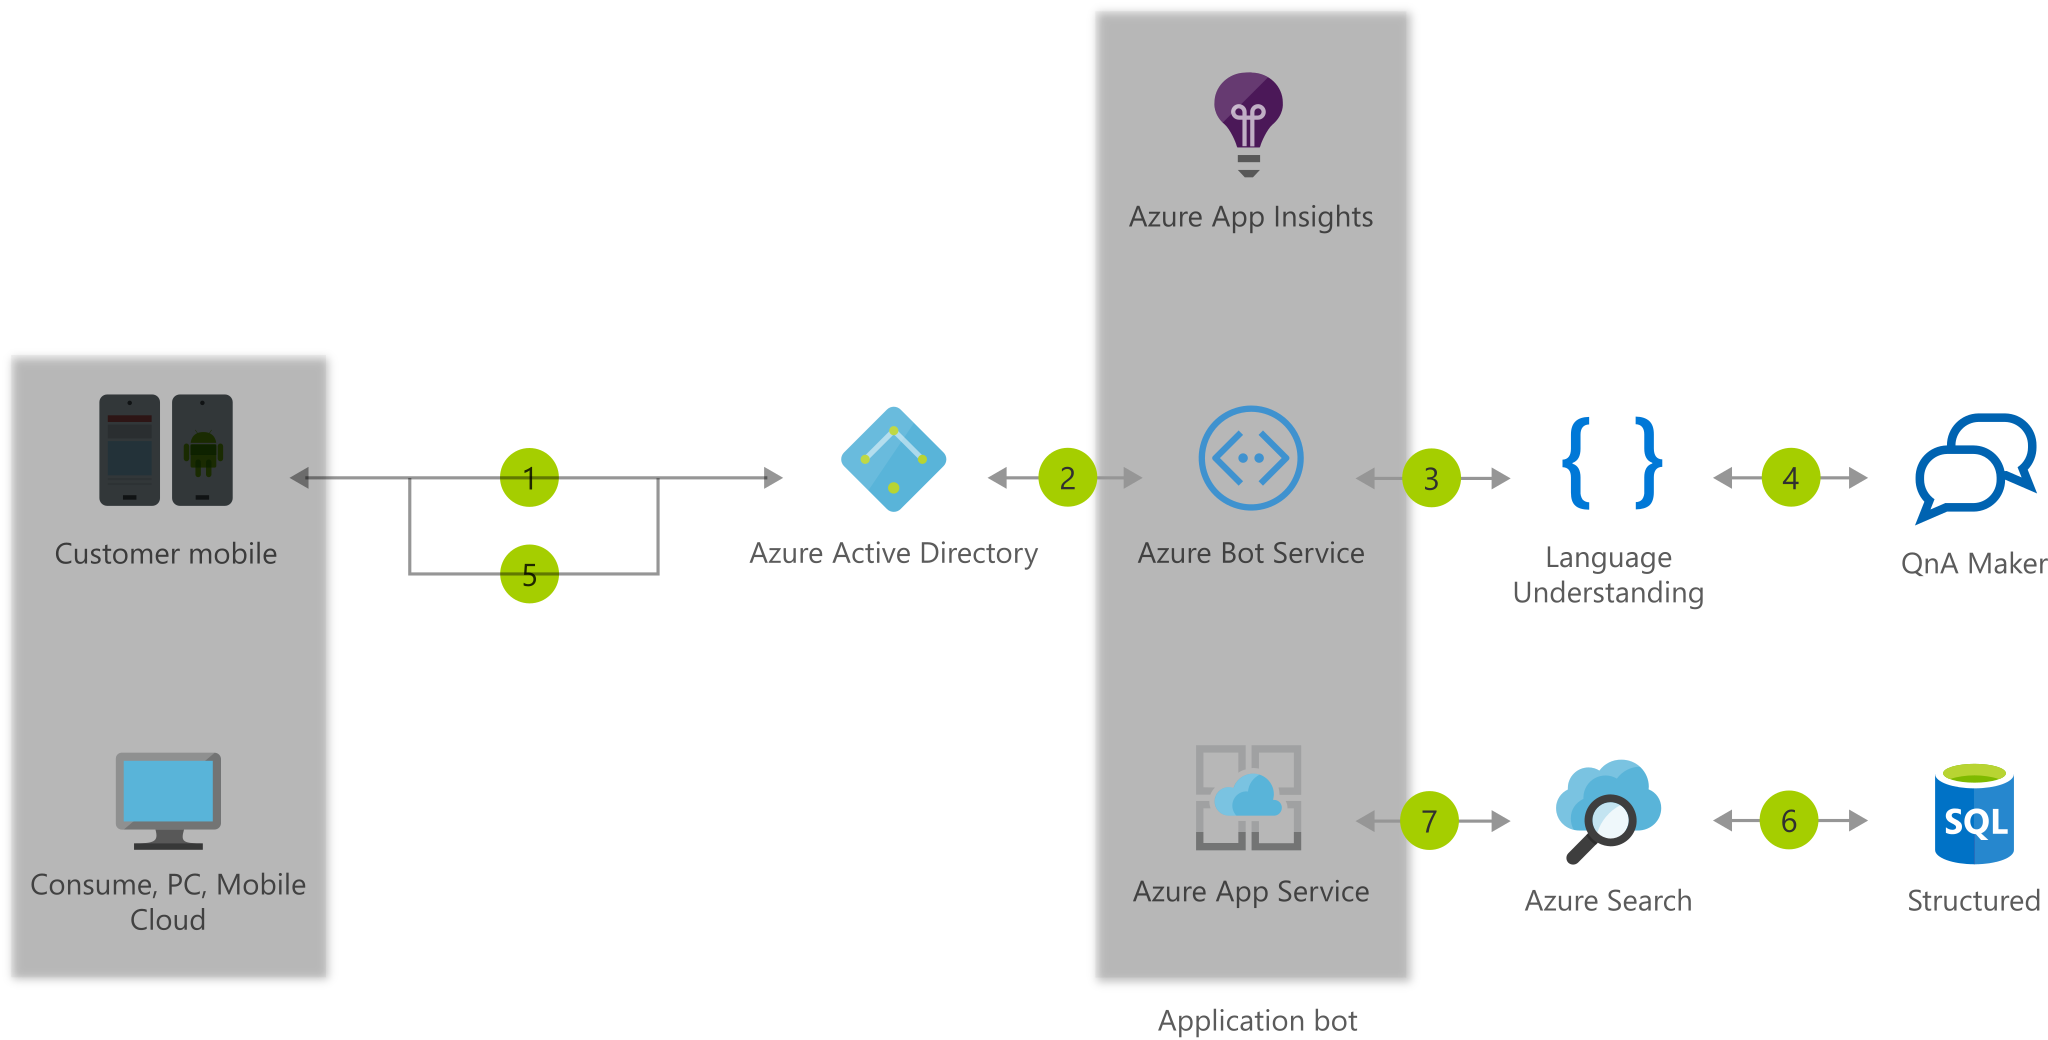 Azure App Insights
1
2
3
4
5
Customer mobile
Azure Active Directory
Azure Bot Service
Language
Understanding
QnA Maker
7
6
SQL
Consume, PC, Mobile
Cloud
Azure App Service
Azure Search
Structured
Application bot